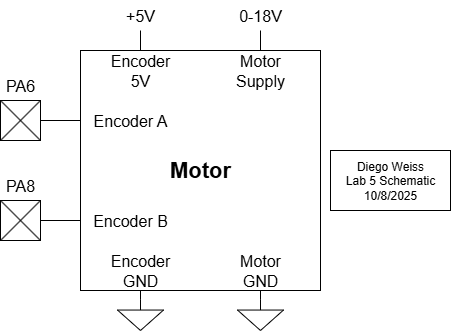 +5V
0-18V
Encoder
5V
Motor
Supply
PA6
Encoder A
Motor
PA8
Encoder B
Encoder
GND
Motor
GND
Diego Weiss
Lab 5 Schematic
10/8/2025